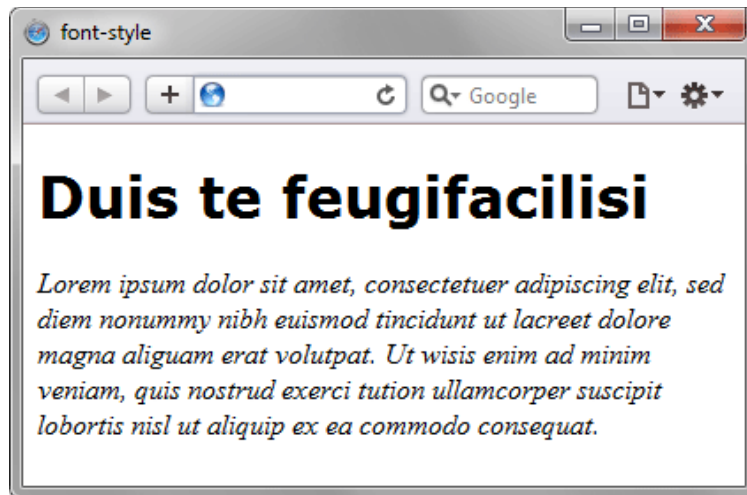 font-style
Google
Duis te feugifacilisi
Lorem ipsum dolor sit amet, consectetuer adipiscing elit, sed
diem nonummy nibh euismod tincidunt ut lacreet dolore
magna aliguam erat volutpat. Ut wisis enim ad minim
veniam, quis nostrud exerci tution ullamcorper suscipit
lobortis nisl ut aliquip ex ea commodo consequat.